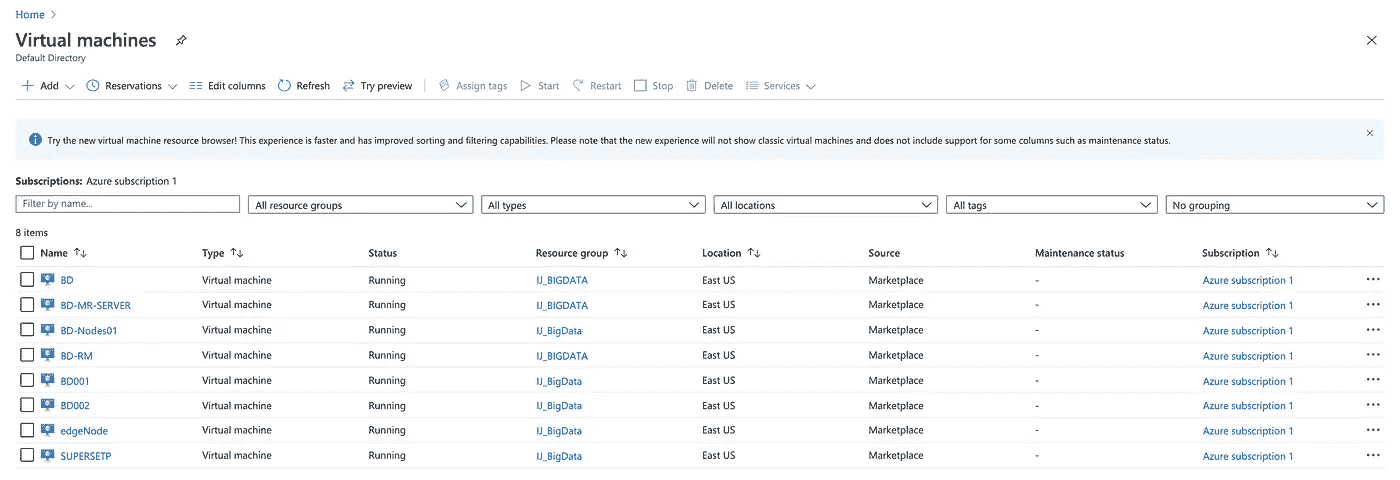 Home
Virtual machines
Default Directory
Add Reservations Edit columns Refresh Try preview Assign tags Start Restart Stop Delete Services
Try the new virtual machine resource browser! This experience is faster and has improved sorting and filtering capabilities. Please note that the new experience will not show classic virtual machines and does not include support for some columns such as maintenance status.
Subscriptions: Azure subscription 1
Filter by name... All resource groups All types All locations All tags No grouping
8 items
Name Type Status Resource group Location Source Maintenance status Subscription
BD Virtual machine Running IJ_BIGDATA East US Marketplace - Azure subscription 1
BD-MR-SERVER Virtual machine Running IJ_BIGDATA East US Marketplace - Azure subscription 1
BD-Nodes01 Virtual machine Running IJ_BigData East US Marketplace - Azure subscription 1
BD-RM Virtual machine Running IJ_BIGDATA East US Marketplace - Azure subscription 1
BD001 Virtual machine Running IJ_BigData East US Marketplace - Azure subscription 1
BD002 Virtual machine Running IJ_BigData East US Marketplace - Azure subscription 1
edgeNode Virtual machine Running IJ_BigData East US Marketplace - Azure subscription 1
SUPERSETP Virtual machine Running IJ_BigData East US Marketplace - Azure subscription 1